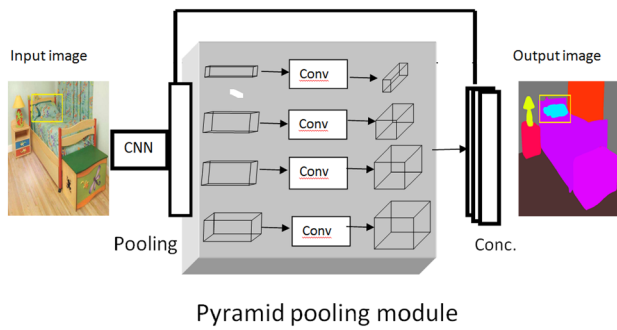 Input image
Output image
Conv
CNN
Conv
Conv
Conv
Pooling
Conc.
Pyramid pooling module